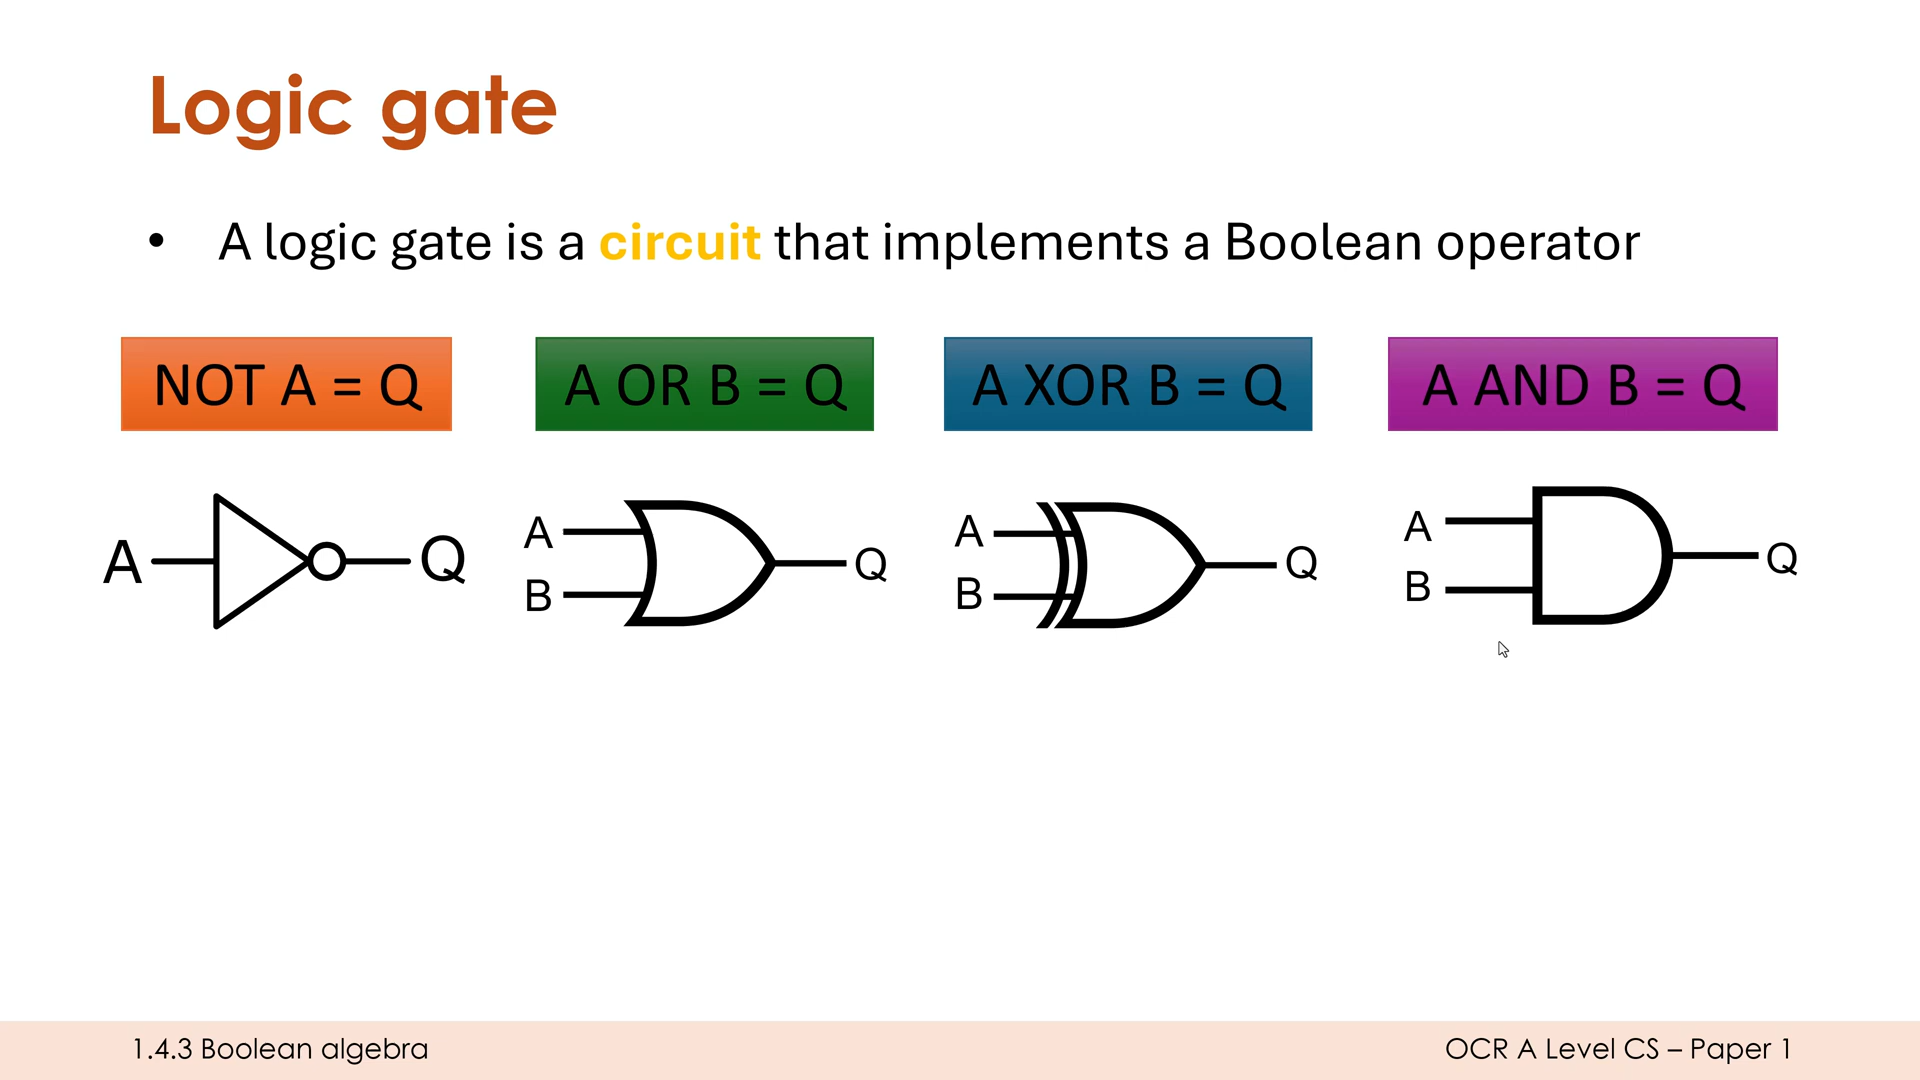 Logic gate
• A logic gate is a circuit that implements a Boolean operator
NOT A = Q
A OR B = Q
A XOR B = Q
A AND B = Q
A Q
A
B
Q
A
B
Q
A
B
Q
1.4.3 Boolean algebra
OCR A Level CS – Paper 1